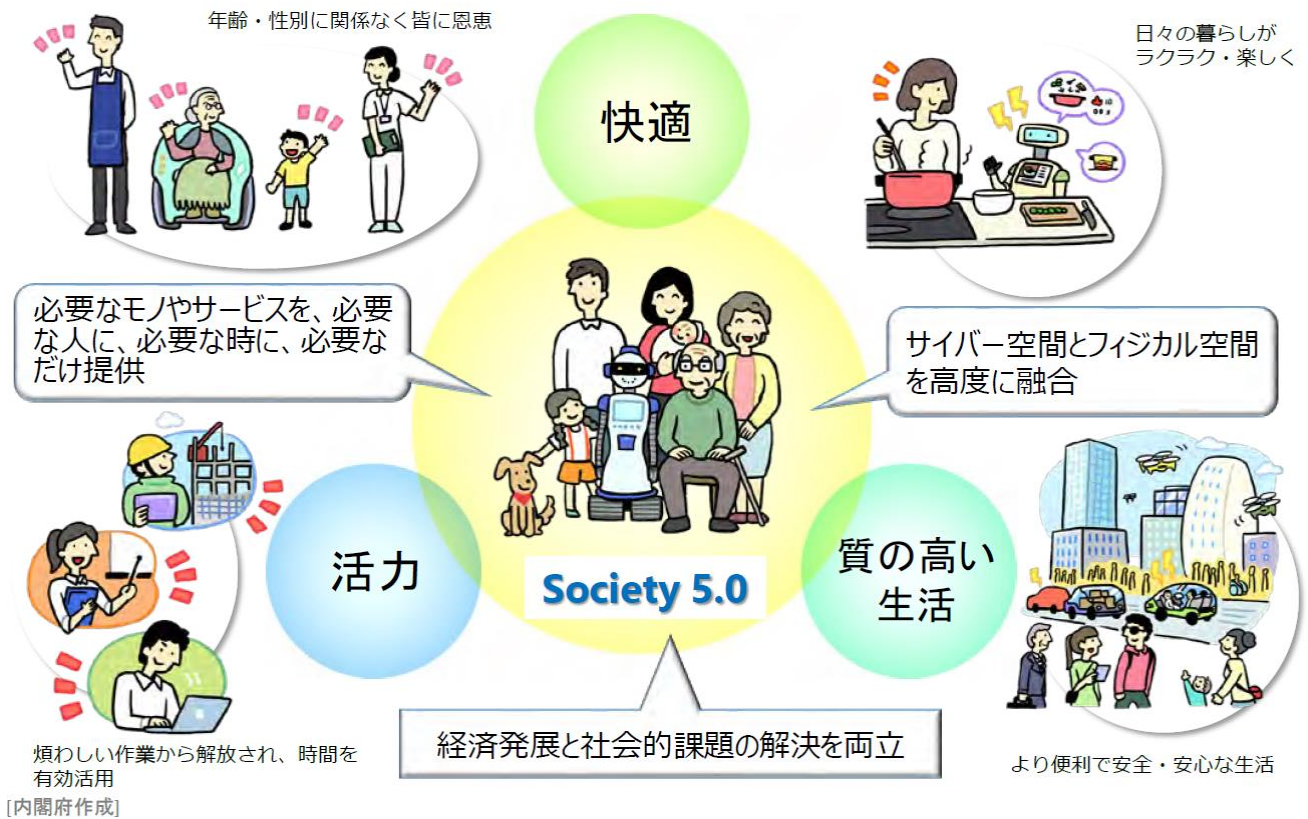 年齢・性別に関係なく皆に恩恵
日々の暮らしが
ラクラク・楽しく
快適
必要なモノやサービスを、必要
な人に、必要な時に、必要な
だけ提供
サイバー空間とフィジカル空間
を高度に融合
活力
Society 5.0
質の高い
生活
経済発展と社会的課題の解決を両立
煩わしい作業から解放され、時間を
有効活用
より便利で安全・安心な生活
[内閣府作成]